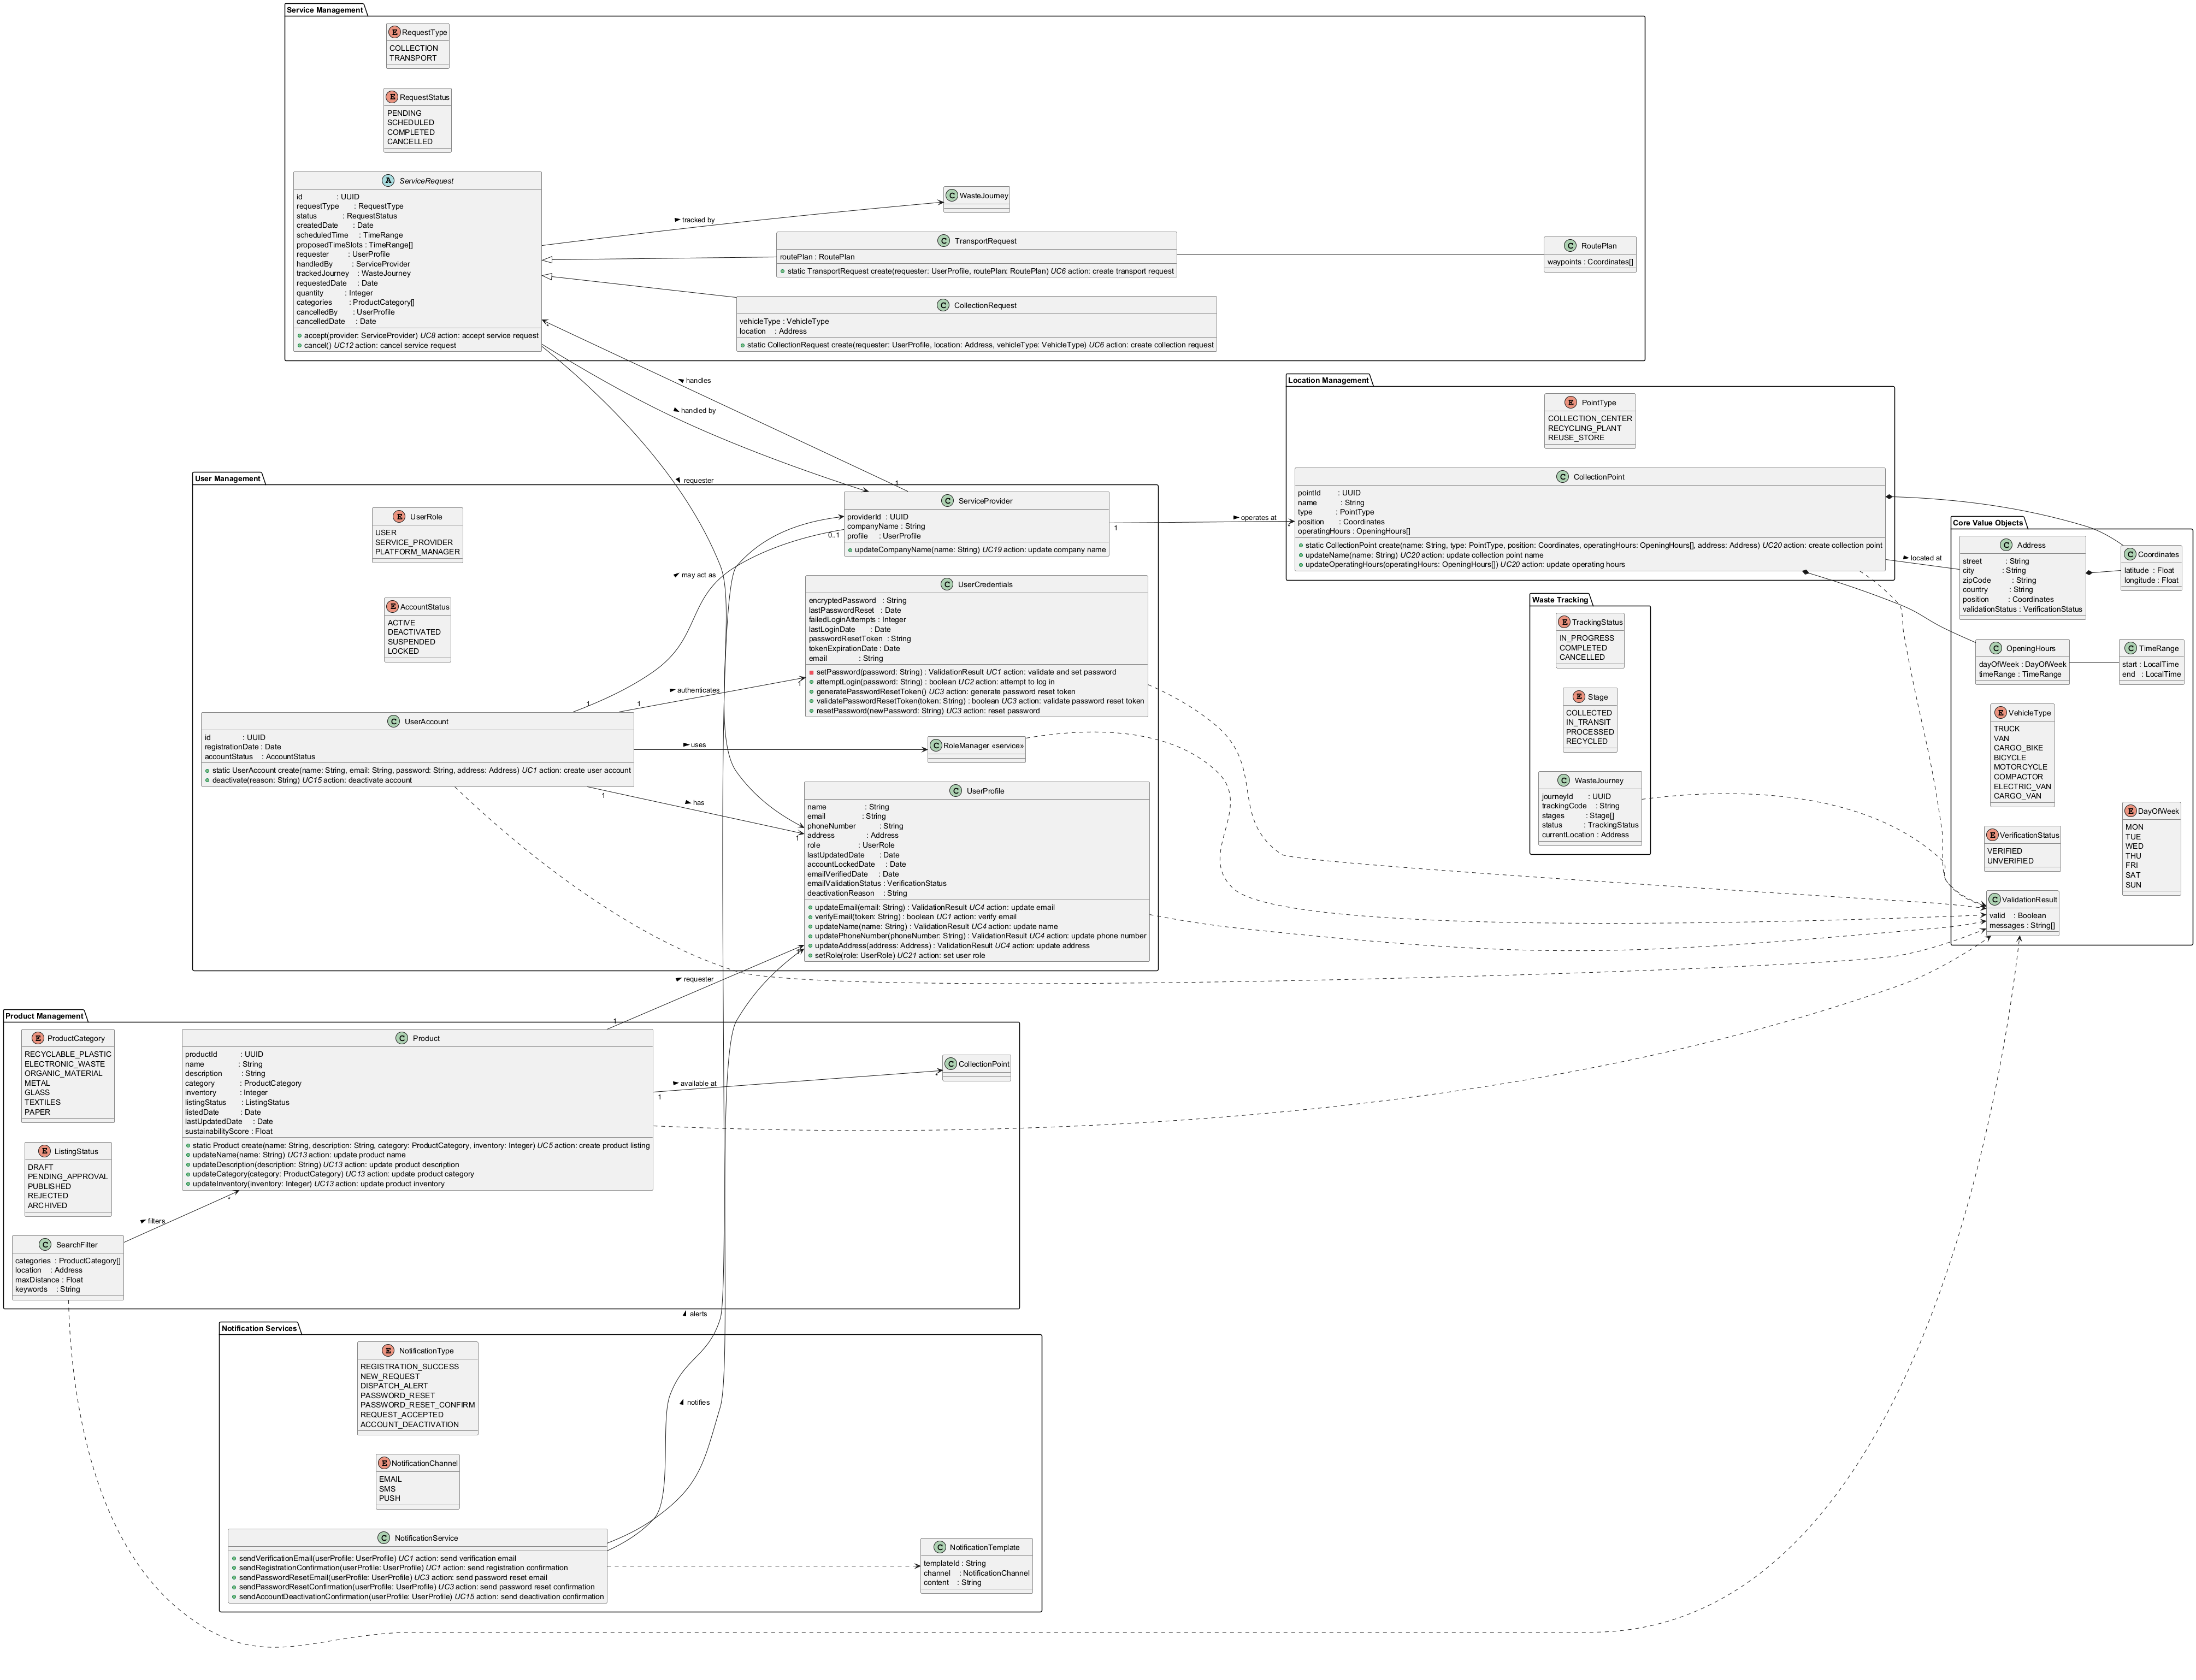 Service Management
E RequestType
COLLECTION
TRANSPORT
E RequestStatus
PENDING
SCHEDULED
COMPLETED
CANCELLED
A ServiceRequest
id : UUID
requestType : RequestType
status : RequestStatus
createdDate : Date
scheduledTime : TimeRange
proposedTimeSlots : TimeRange[]
requester : UserProfile
handledBy : ServiceProvider
trackedJourney : WasteJourney
requestedDate : Date
quantity : Integer
categories : ProductCategory[]
cancelledBy : UserProfile
cancelledDate : Date
accept(provider: ServiceProvider) UC8 action: accept service request
cancel() UC12 action: cancel service request
tracked by
C WasteJourney
C TransportRequest
routePlan : RoutePlan
static TransportRequest create(requester: UserProfile, routePlan: RoutePlan) UC6 action: create transport request
C RoutePlan
waypoints : Coordinates[]
C CollectionRequest
vehicleType : VehicleType
location : Address
static CollectionRequest create(requester: UserProfile, location: Address, vehicleType: VehicleType) UC6 action: create collection request
*
handles
handled by
requester
1
Location Management
E PointType
COLLECTION_CENTER
RECYCLING_PLANT
REUSE_STORE
C CollectionPoint
pointId : UUID
name : String
type : PointType
position : Coordinates
operatingHours : OpeningHours[]
static CollectionPoint create(name: String, type: PointType, position: Coordinates, operatingHours: OpeningHours[], address: Address) UC20 action: create collection point
updateName(name: String) UC20 action: update collection point name
updateOperatingHours(operatingHours: OpeningHours[]) UC20 action: update operating hours
located at
User Management
E UserRole
USER
SERVICE_PROVIDER
PLATFORM_MANAGER
E AccountStatus
ACTIVE
DEACTIVATED
SUSPENDED
LOCKED
C ServiceProvider
providerId : UUID
companyName : String
profile : UserProfile
updateCompanyName(name: String) UC19 action: update company name
0..1
1
operates at
*
may act as
1
C UserCredentials
encryptedPassword : String
lastPasswordReset : Date
failedLoginAttempts : Integer
lastLoginDate : Date
passwordResetToken : String
tokenExpirationDate : Date
email : String
setPassword(password: String) : ValidationResult UC1 action: validate and set password
attemptLogin(password: String) : boolean UC2 action: attempt to log in
generatePasswordResetToken() UC3 action: generate password reset token
validatePasswordResetToken(token: String) : boolean UC3 action: validate password reset token
resetPassword(newPassword: String) UC3 action: reset password
1
authenticates
1
C UserAccount
id : UUID
registrationDate : Date
accountStatus : AccountStatus
static UserAccount create(name: String, email: String, password: String, address: Address) UC1 action: create user account
deactivate(reason: String) UC15 action: deactivate account
uses
C RoleManager «service»
1
has
1
C UserProfile
name : String
email : String
phoneNumber : String
address : Address
role : UserRole
lastUpdatedDate : Date
accountLockedDate : Date
emailVerifiedDate : Date
emailValidationStatus : VerificationStatus
deactivationReason : String
updateEmail(email: String) : ValidationResult UC4 action: update email
verifyEmail(token: String) : boolean UC1 action: verify email
updateName(name: String) : ValidationResult UC4 action: update name
updatePhoneNumber(phoneNumber: String) : ValidationResult UC4 action: update phone number
updateAddress(address: Address) : ValidationResult UC4 action: update address
setRole(role: UserRole) UC21 action: set user role
Waste Tracking
E TrackingStatus
IN_PROGRESS
COMPLETED
CANCELLED
E Stage
COLLECTED
IN_TRANSIT
PROCESSED
RECYCLED
C WasteJourney
journeyId : UUID
trackingCode : String
stages : Stage[]
status : TrackingStatus
currentLocation : Address
Core Value Objects
C Address
street : String
city : String
zipCode : String
country : String
position : Coordinates
validationStatus : VerificationStatus
C Coordinates
latitude : Float
longitude : Float
C OpeningHours
dayOfWeek : DayOfWeek
timeRange : TimeRange
C TimeRange
start : LocalTime
end : LocalTime
E VehicleType
TRUCK
VAN
CARGO_BIKE
BICYCLE
MOTORCYCLE
COMPACTOR
ELECTRIC_VAN
CARGO_VAN
E DayOfWeek
MON
TUE
WED
THU
FRI
SAT
SUN
E VerificationStatus
VERIFIED
UNVERIFIED
C ValidationResult
valid : Boolean
messages : String[]
Product Management
E ProductCategory
RECYCLABLE_PLASTIC
ELECTRONIC_WASTE
ORGANIC_MATERIAL
METAL
GLASS
TEXTILES
PAPER
E ListingStatus
DRAFT
PENDING_APPROVAL
PUBLISHED
REJECTED
ARCHIVED
C Product
productId : UUID
name : String
description : String
category : ProductCategory
inventory : Integer
listingStatus : ListingStatus
listedDate : Date
lastUpdatedDate : Date
sustainabilityScore : Float
static Product create(name: String, description: String, category: ProductCategory, inventory: Integer) UC5 action: create product listing
updateName(name: String) UC13 action: update product name
updateDescription(description: String) UC13 action: update product description
updateCategory(category: ProductCategory) UC13 action: update product category
updateInventory(inventory: Integer) UC13 action: update product inventory
1
requester
1
1
available at
*
C CollectionPoint
filters
*
C SearchFilter
categories : ProductCategory[]
location : Address
maxDistance : Float
keywords : String
alerts
notifies
Notification Services
E NotificationType
REGISTRATION_SUCCESS
NEW_REQUEST
DISPATCH_ALERT
PASSWORD_RESET
PASSWORD_RESET_CONFIRM
REQUEST_ACCEPTED
ACCOUNT_DEACTIVATION
E NotificationChannel
EMAIL
SMS
PUSH
C NotificationService
sendVerificationEmail(userProfile: UserProfile) UC1 action: send verification email
sendRegistrationConfirmation(userProfile: UserProfile) UC1 action: send registration confirmation
sendPasswordResetEmail(userProfile: UserProfile) UC3 action: send password reset email
sendPasswordResetConfirmation(userProfile: UserProfile) UC3 action: send password reset confirmation
sendAccountDeactivationConfirmation(userProfile: UserProfile) UC15 action: send deactivation confirmation
C NotificationTemplate
templateId : String
channel : NotificationChannel
content : String